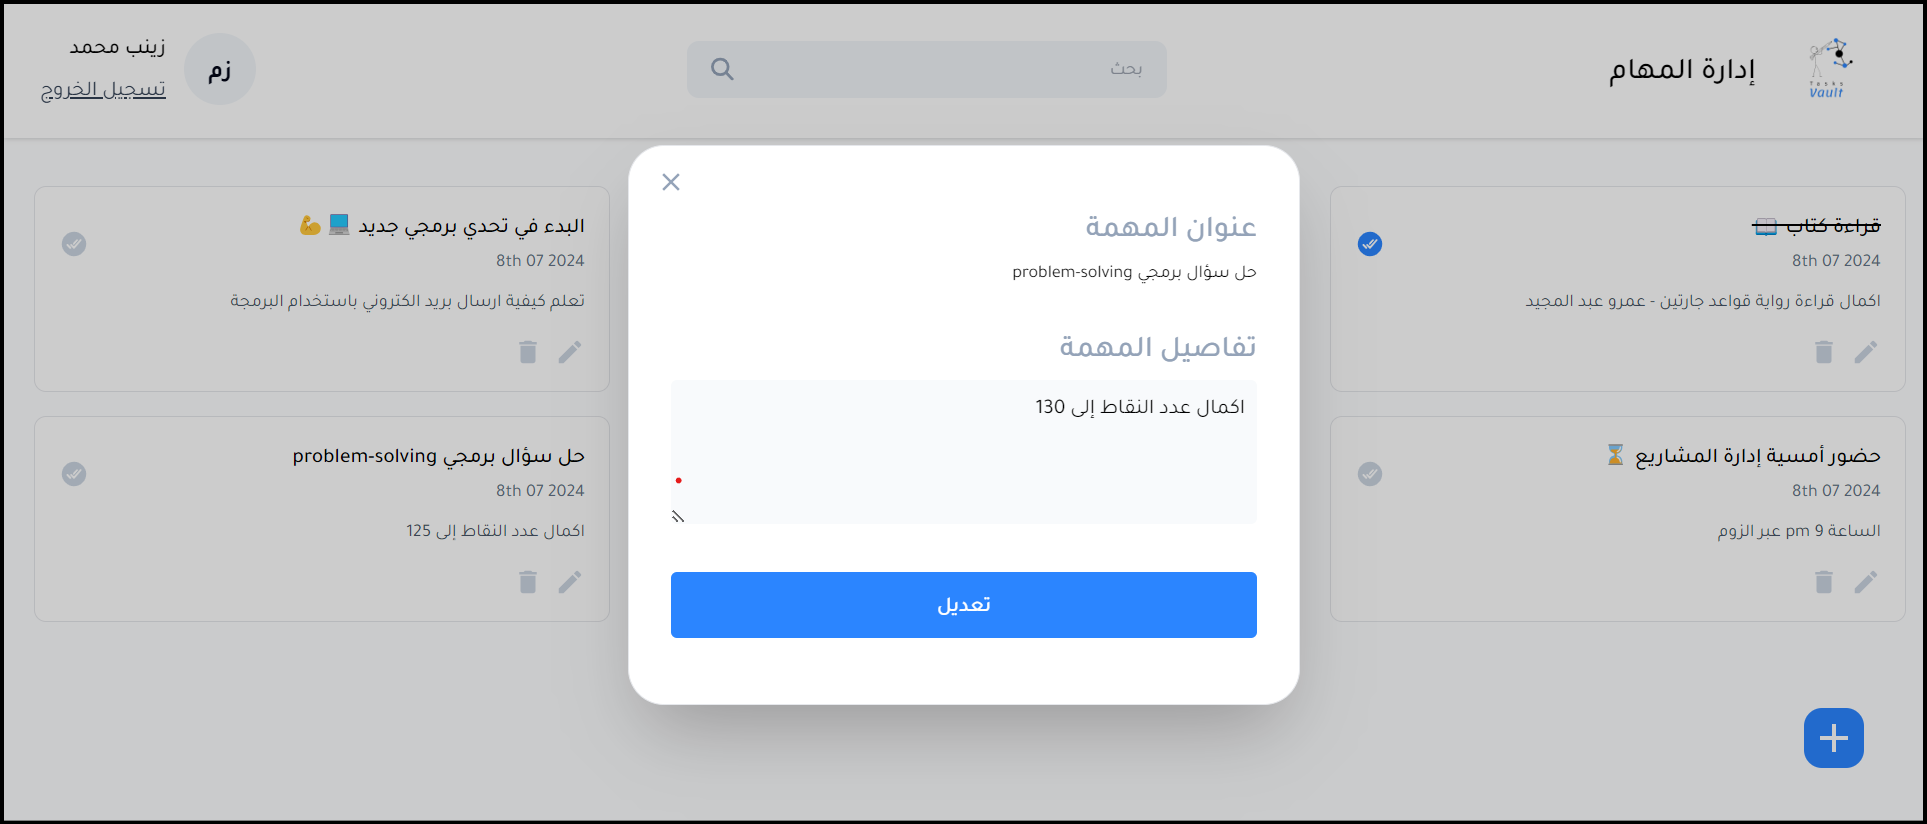 Tasks
Vault
إدارة المهام
بحث
زم
زينب محمد
تسجيل الخروج
قراءة كتاب 📖
8th 07 2024
اكمال قراءة رواية قواعد جارتين - عمرو عبد المجيد
حضور أمسية إدارة المشاريع ⏳
8th 07 2024
الساعة 9 pm عبر الزوم
عنوان المهمة
حل سؤال برمجي problem-solving
تفاصيل المهمة
اكمال عدد النقاط إلى 130
تعديل
البدء في تحدي برمجي جديد 💻 💪
8th 07 2024
تعلم كيفية ارسال بريد الكتروني باستخدام البرمجة
حل سؤال برمجي problem-solving
8th 07 2024
اكمال عدد النقاط إلى 125